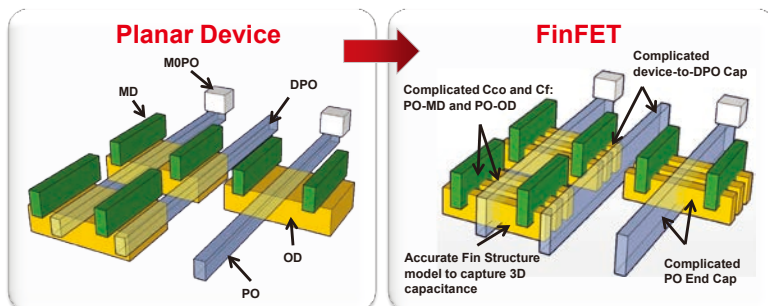 Planar Device
M0PO
MD
DPO
OD
PO
FinFET
Complicated
device-to-DPO Cap
Complicated Cco and Cf:
PO-MD and PO-OD
Accurate Fin Structure
model to capture 3D
capacitance
Complicated
PO End Cap